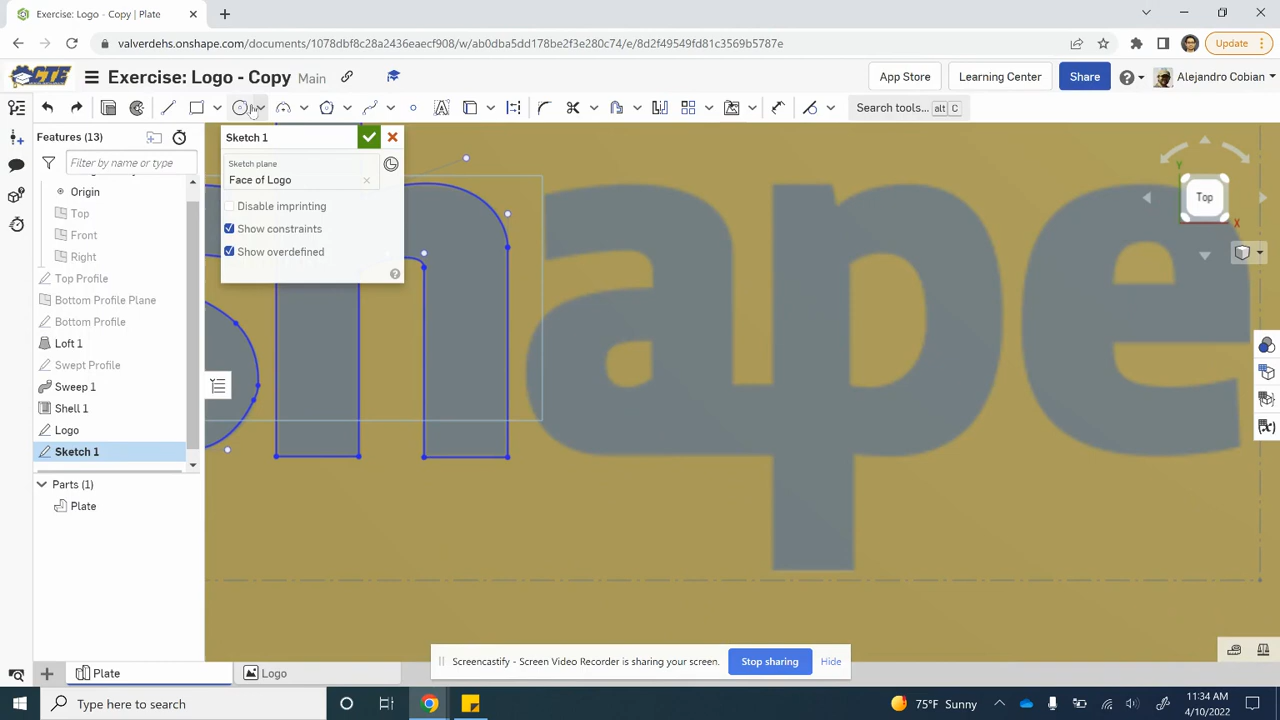 Exercise: Logo - Copy | Plate
valverdehs.onshape.com/documents/1078dbf8c28a2436eaecf908/w/ab0dba5dd178be2f3e280c74/e/8d2f49549fd81c3569b5787e
Update
CTE
Exercise: Logo - Copy Main
App Store
Learning Center
Share
Alejandro Cobian
Search tools... alt C
Features (13)
Filter by name or type
Origin
Top
Front
Right
Top Profile
Bottom Profile Plane
Bottom Profile
Loft 1
Swept Profile
Sweep 1
Shell 1
Logo
Sketch 1
Parts (1)
Plate
Sketch 1
Sketch plane
Face of Logo
Disable imprinting
Show constraints
Show overdefined
shape
Y
Top
X
Plate
Logo
Screencastify - Screen Video Recorder is sharing your screen.
Stop sharing
Hide
Type here to search
75°F Sunny
11:34 AM
4/10/2022